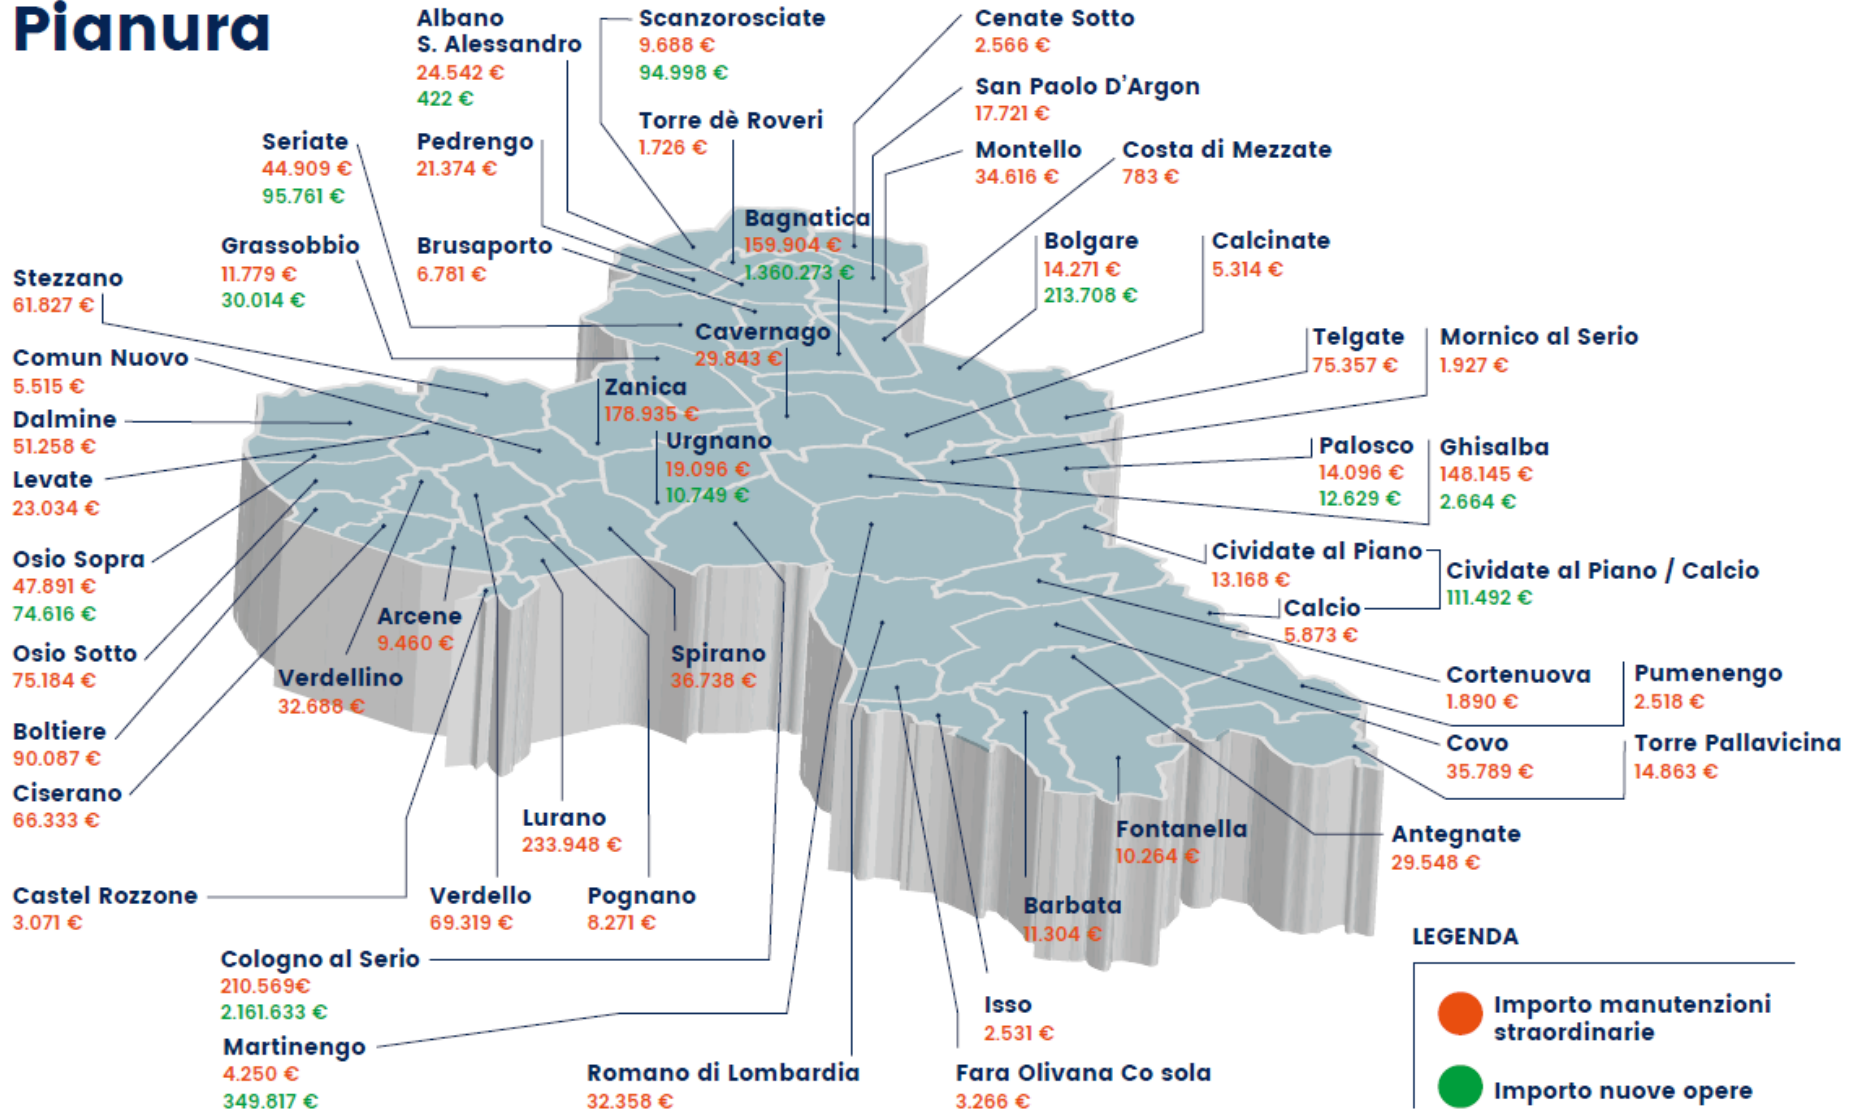 Pianura
Albano
S. Alessandro
24.542 €
422 €
Scanzorosciate
9.688 €
94.998 €
Cenate Sotto
2.566 €
San Paolo D'Argon
17.721 €
Torre dè Roveri
1.726 €
Seriate
44.909 €
95.761 €
Pedrengo
21.374 €
Montello
34.616 €
Costa di Mezzate
783 €
Bagnatica
159.904 €
1.360.273 €
Grassobbio
11.779 €
30.014 €
Brusaporto
6.781 €
Bolgare
14.271 €
213.708 €
Calcinate
5.314 €
Stezzano
61.827 €
Cavernago
29.843 €
Telgate
75.357 €
Mornico al Serio
1.927 €
Comun Nuovo
5.515 €
Zanica
178.935 €
Dalmine
51.258 €
Urgnano
19.096 €
10.749 €
Palosco
14.096 €
12.629 €
Ghisalba
148.145 €
2.664 €
Levate
23.034 €
Osio Sopra
47.891 €
74.616 €
Cividate al Piano
13.168 €
Cividate al Piano / Calcio
111.492 €
Calcio
5.873 €
Arcene
9.460 €
Osio Sotto
75.184 €
Verdellino
32.688 €
Spirano
36.738 €
Cortenuova
1.890 €
Pumenengo
2.518 €
Boltiere
90.087 €
Covo
35.789 €
Torre Pallavicina
14.863 €
Ciserano
66.333 €
Lurano
233.948 €
Fontanella
10.264 €
Antegnate
29.548 €
Castel Rozzone
3.071 €
Verdello
69.319 €
Pognano
8.271 €
Barbata
11.304 €
Cologno al Serio
210.569€
2.161.633 €
Isso
2.531 €
Martinengo
4.250 €
349.817 €
Romano di Lombardia
32.358 €
Fara Olivana Co sola
3.266 €
LEGENDA
Importo manutenzioni
straordinarie
Importo nuove opere